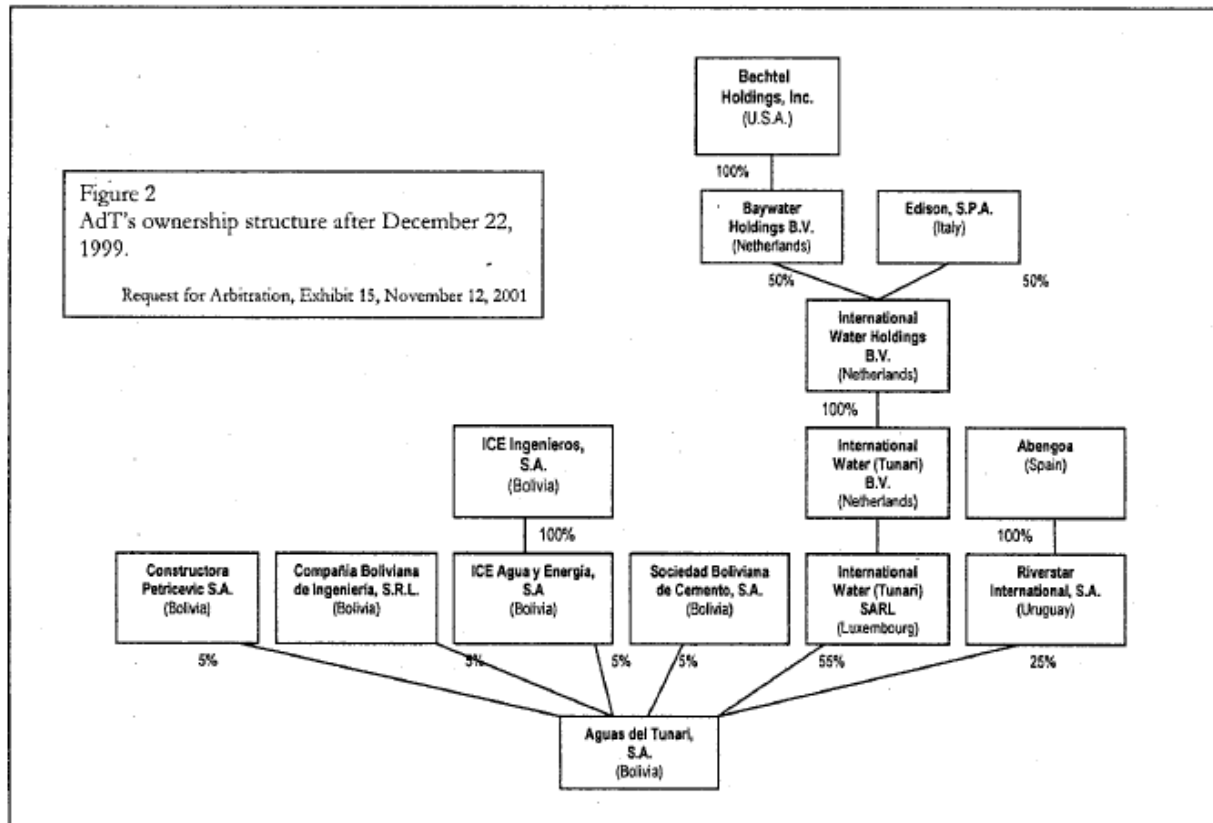 Bechtel
Holdings, Inc.
(U.S.A.)
100%
Figure 2
AdT's ownership structure after December 22,
1999.
Request for Arbitration, Exhibit 15, November 12, 2001
Baywater
Holdings B.V.
(Netherlands)
Edison, S.P.A.
(Italy)
50%
50%
International
Water Holdings
B.V.
(Netherlands)
100%
ICE Ingenieros,
S.A.
(Bolivia)
International
Water (Tunari)
B.V.
(Netherlands)
Abengoa
(Spain)
100%
100%
Constructora
Petricevic S.A.
(Bolivia)
Compañia Boliviana
de Ingeniería, S.R.L.
(Bolivia)
ICE Agua y Energía,
S.A
(Bolivia)
Sociedad Boliviana
de Cemento, S.A.
(Bolivia)
International
Water (Tunari)
SARL
(Luxembourg)
Riverstar
International, S.A.
(Uruguay)
5%
5%
5%
5%
55%
25%
Aguas del Tunari,
S.A.
(Bolivia)